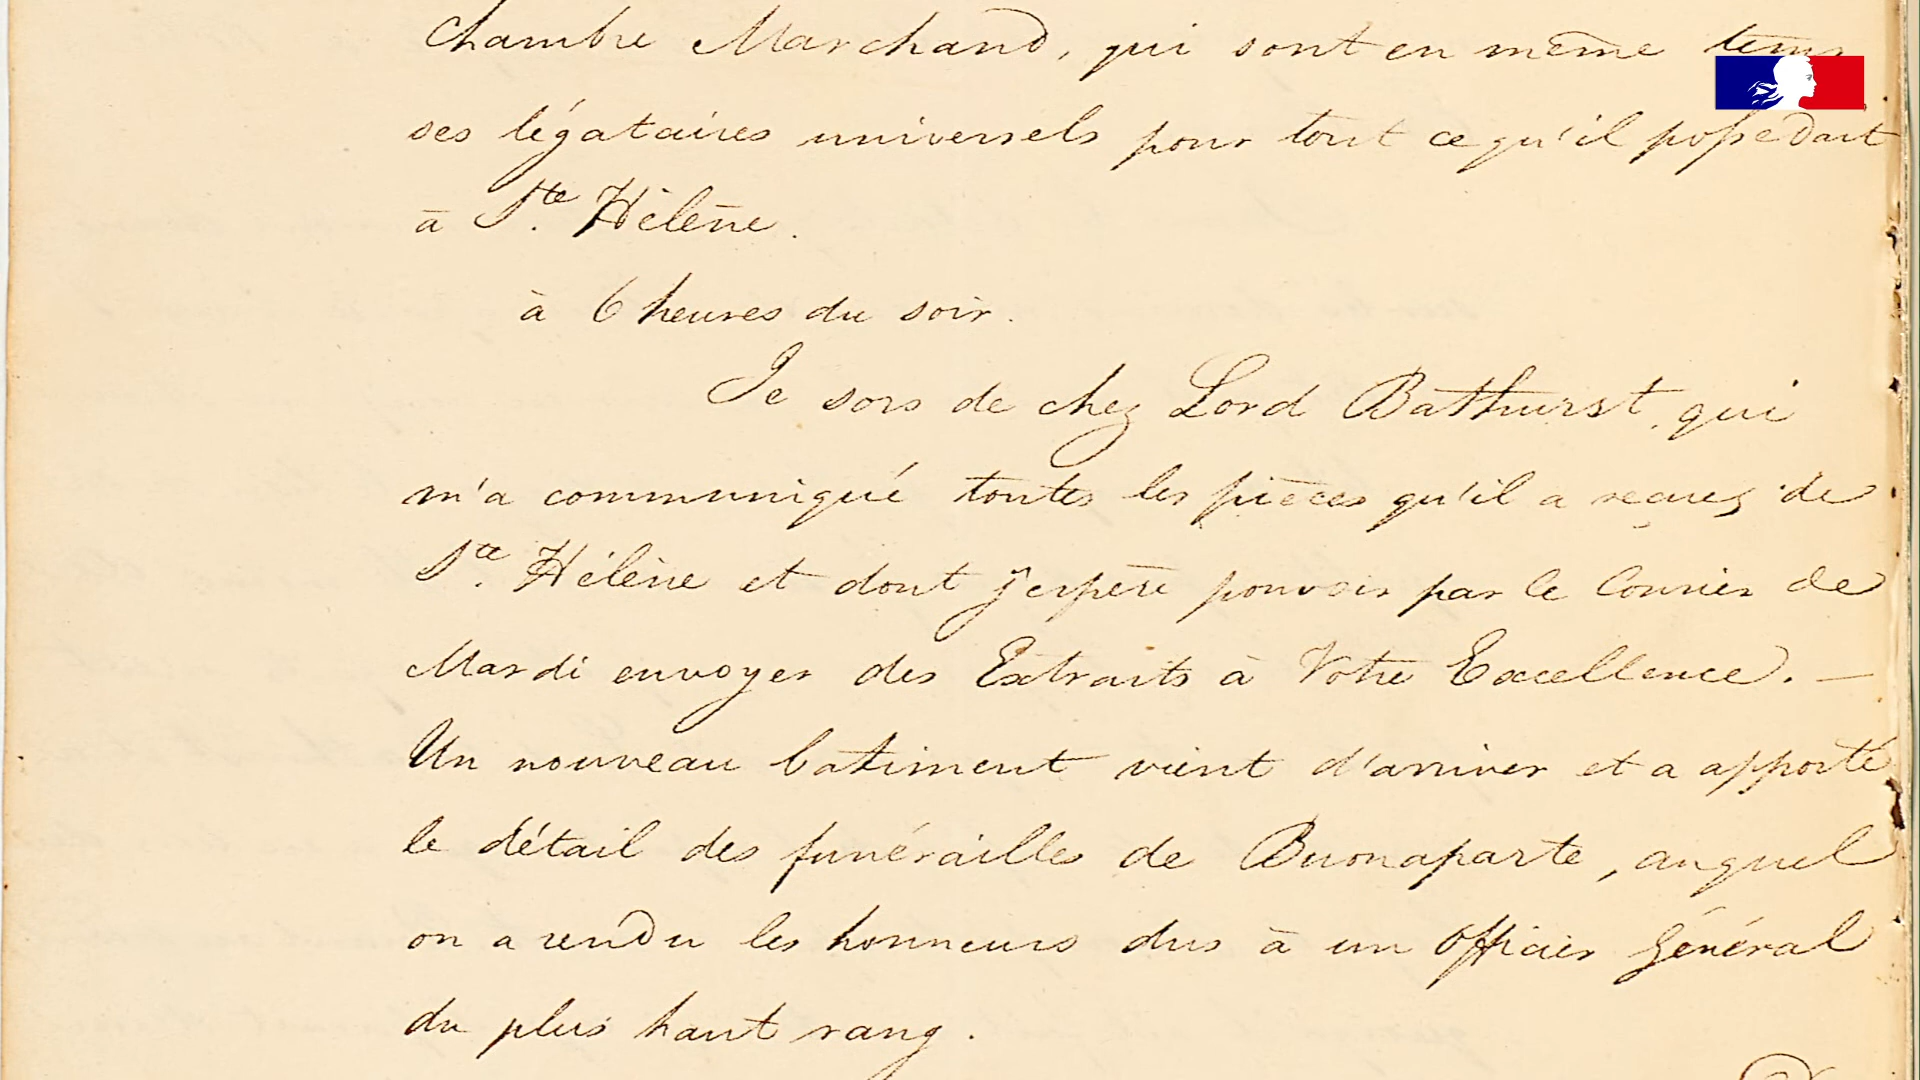 Chambre Marchand, qui sont en même tems
ses légataires universels pour tout ce qu'il possedait
à Ste. Hélène.
à 6 heures du soir.
Je sors de chez Lord Bathurst, qui
m'a communiqué toutes les pièces qu'il a reçues de
Ste. Hélène et dont j'espère pouvoir par le Courier de
Mardi envoyer des Extraits à Votre Excellence. —
Un nouveau batiment vient d'arriver et a apporté
le détail des funérailles de Buonaparte, auquel
on a rendu les honneurs dus à un Officier Général
du plus haut rang.